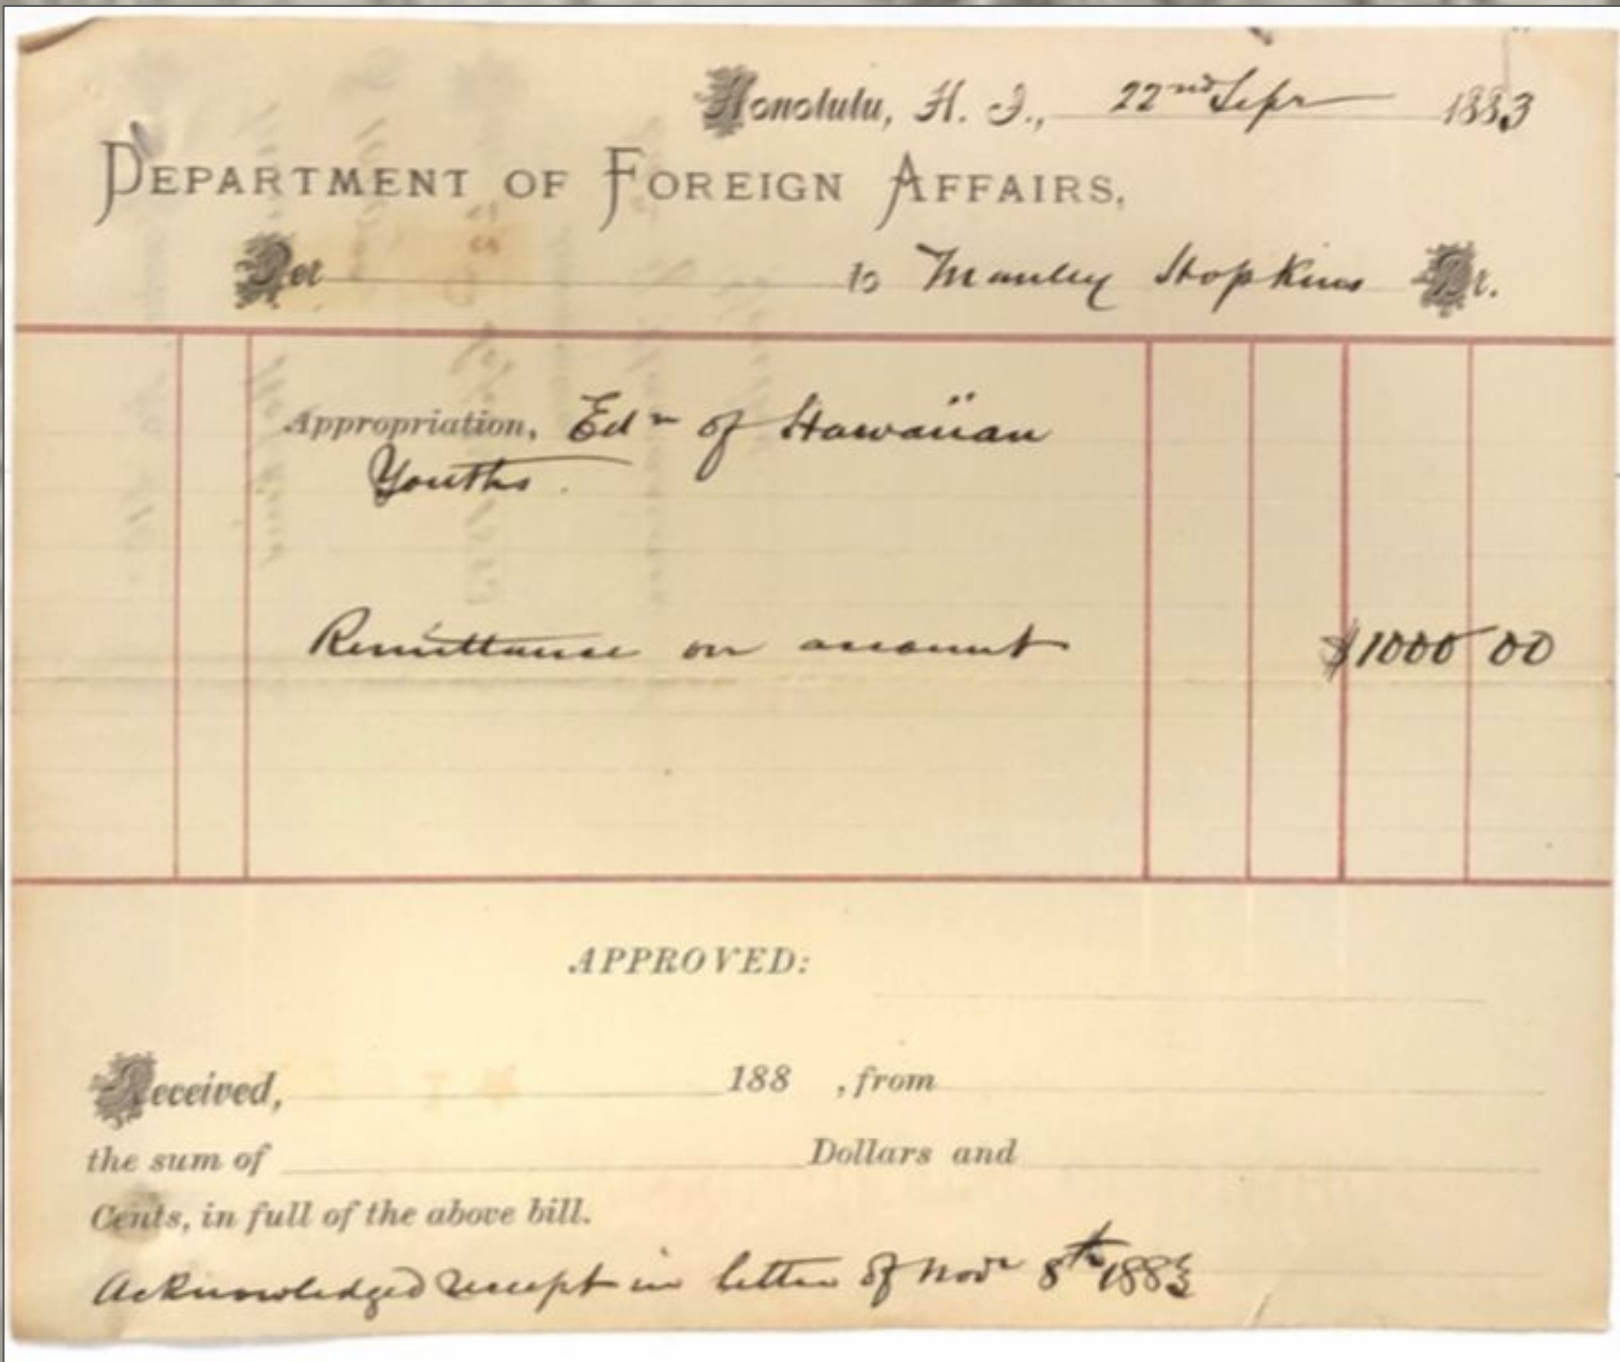 Honolulu, H. I., 22nd Sepr 1883
DEPARTMENT OF FOREIGN AFFAIRS,
Per to Manley Hopkins Dr.
Appropriation, Edn of Hawaiian
Youths.
Remittance on account $1000 00
APPROVED:
Received, 188 , from
the sum of Dollars and
Cents, in full of the above bill.
Acknowledged receipt in letter of Novr 8th 1883